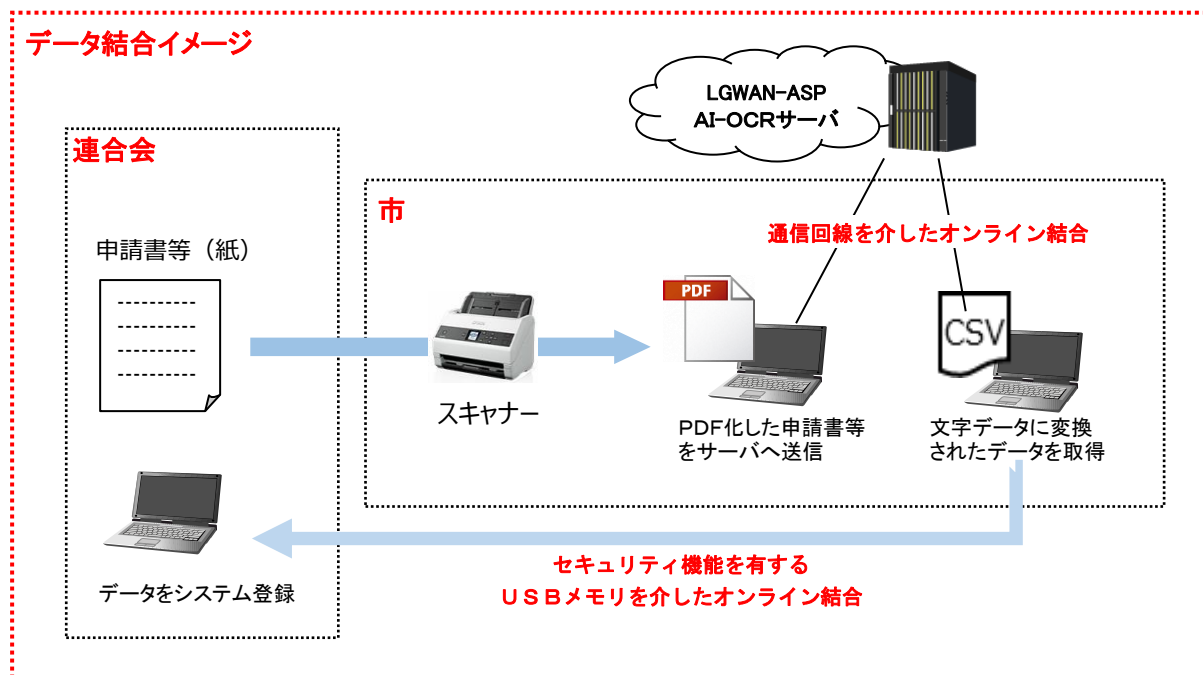 データ結合イメージ
LGWAN-ASP
AI-OCRサーバ
連合会
市
通信回線を介したオンライン結合
申請書等（紙）
PDF
CSV
スキャナー
ＰＤＦ化した申請書等
をサーバへ送信
文字データに変換
されたデータを取得
データをシステム登録
セキュリティ機能を有する
ＵＳＢメモリを介したオンライン結合